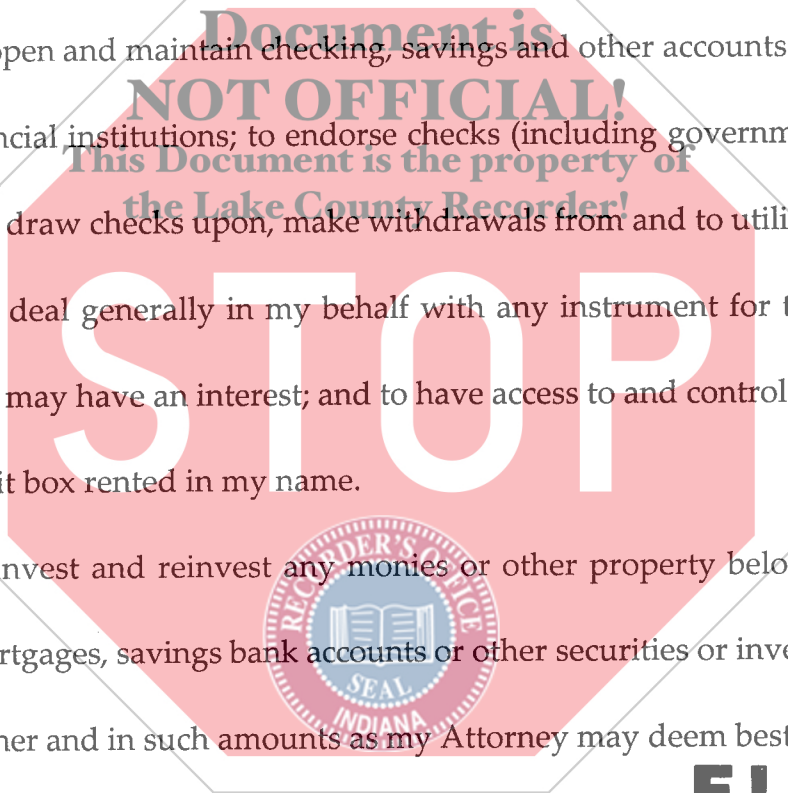 Document is
open and maintain checking, savings and other accounts
NOT OFFICIAL!
ncial institutions; to endorse checks (including governm
This Document is the property of
the Lake County Recorder!
draw checks upon, make withdrawals from and to utili
STOP
deal generally in my behalf with any instrument for t
may have an interest; and to have access to and control
it box rented in my name.
RECORDER'S OFFICE
nvest and reinvest any monies or other property belo
rtgages, savings bank accounts or other securities or inve
SEAL
INDIANA
ner and in such amounts as my Attorney may deem best